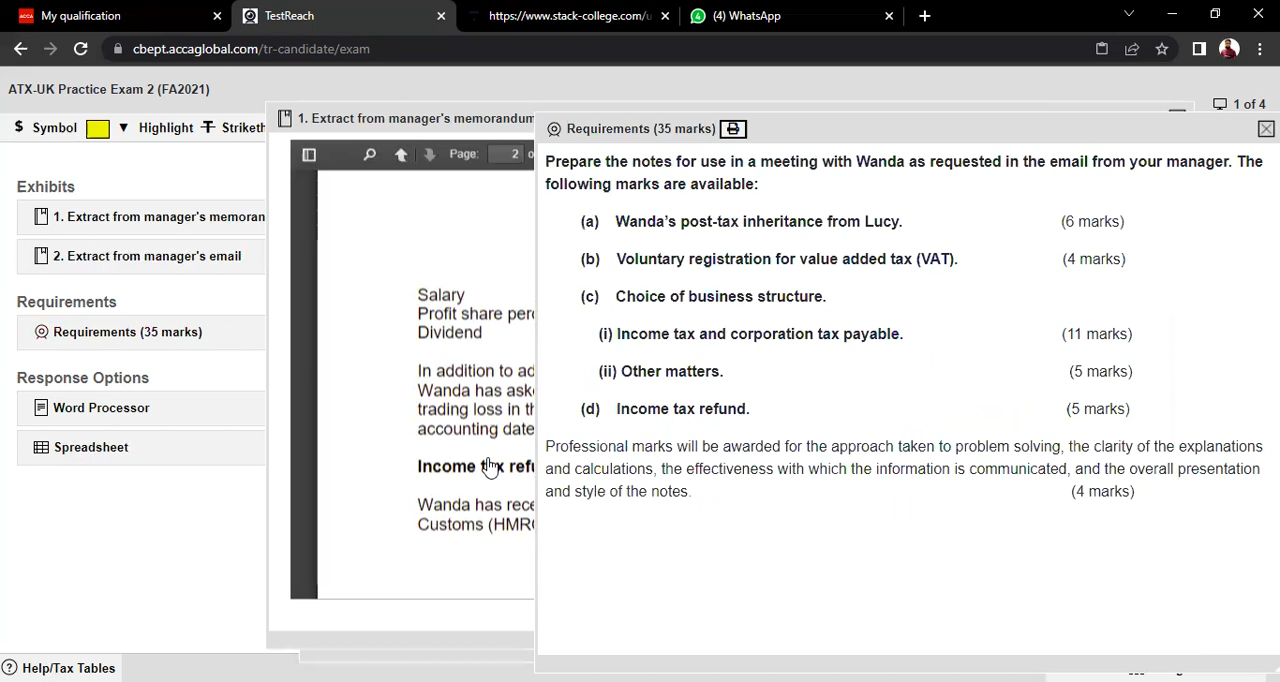 My qualification
TestReach
https://www.stack-college.com/u
(4) WhatsApp
cbept.accaglobal.com/tr-candidate/exam
ATX-UK Practice Exam 2 (FA2021)
1 of 4
$ Symbol
Highlight
Striketh
1. Extract from manager's memorandum
Requirements (35 marks)
Page: 2 o
Exhibits
1. Extract from manager's memoran
2. Extract from manager's email
Requirements
Requirements (35 marks)
Response Options
Word Processor
Spreadsheet
Salary
Profit share perc
Dividend
In addition to ad
Wanda has aske
trading loss in th
accounting date
Income tax refu
Wanda has rece
Customs (HMRC
Prepare the notes for use in a meeting with Wanda as requested in the email from your manager. The
following marks are available:
(a) Wanda's post-tax inheritance from Lucy. (6 marks)
(b) Voluntary registration for value added tax (VAT). (4 marks)
(c) Choice of business structure.
(i) Income tax and corporation tax payable. (11 marks)
(ii) Other matters. (5 marks)
(d) Income tax refund. (5 marks)
Professional marks will be awarded for the approach taken to problem solving, the clarity of the explanations
and calculations, the effectiveness with which the information is communicated, and the overall presentation
and style of the notes. (4 marks)
Help/Tax Tables